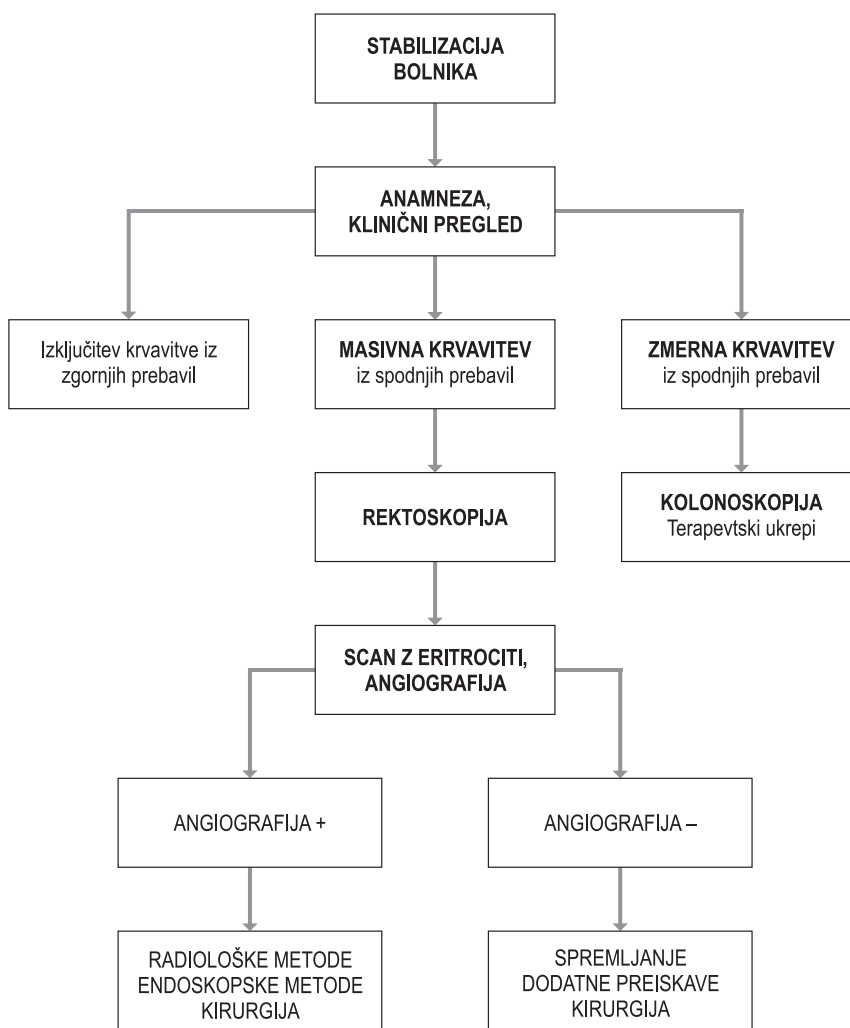 STABILIZACIJA
BOLNIKA
ANAMNEZA,
KLINIČNI PREGLED
Izključitev krvavitve iz
zgornjih prebavil
MASIVNA KRVAVITEV
iz spodnjih prebavil
ZMERNA KRVAVITEV
iz spodnjih prebavil
REKTOSKOPIJA
KOLONOSKOPIJA
Terapevtski ukrepi
SCAN Z ERITROCITI,
ANGIOGRAFIJA
ANGIOGRAFIJA +
ANGIOGRAFIJA –
RADIOLOŠKE METODE
ENDOSKOPSKE METODE
KIRURGIJA
SPREMLJANJE
DODATNE PREISKAVE
KIRURGIJA